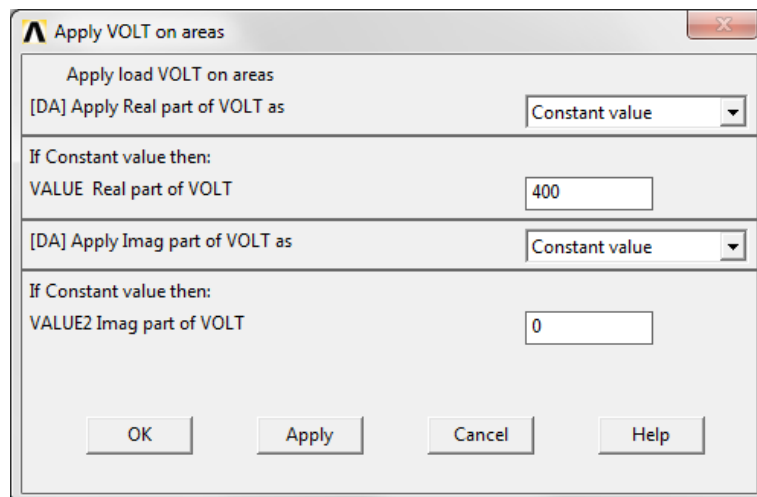 Apply VOLT on areas
Apply load VOLT on areas
[DA] Apply Real part of VOLT as
Constant value
If Constant value then:
VALUE  Real part of VOLT
400
[DA] Apply Imag part of VOLT as
Constant value
If Constant value then:
VALUE2 Imag part of VOLT
0
OK
Apply
Cancel
Help